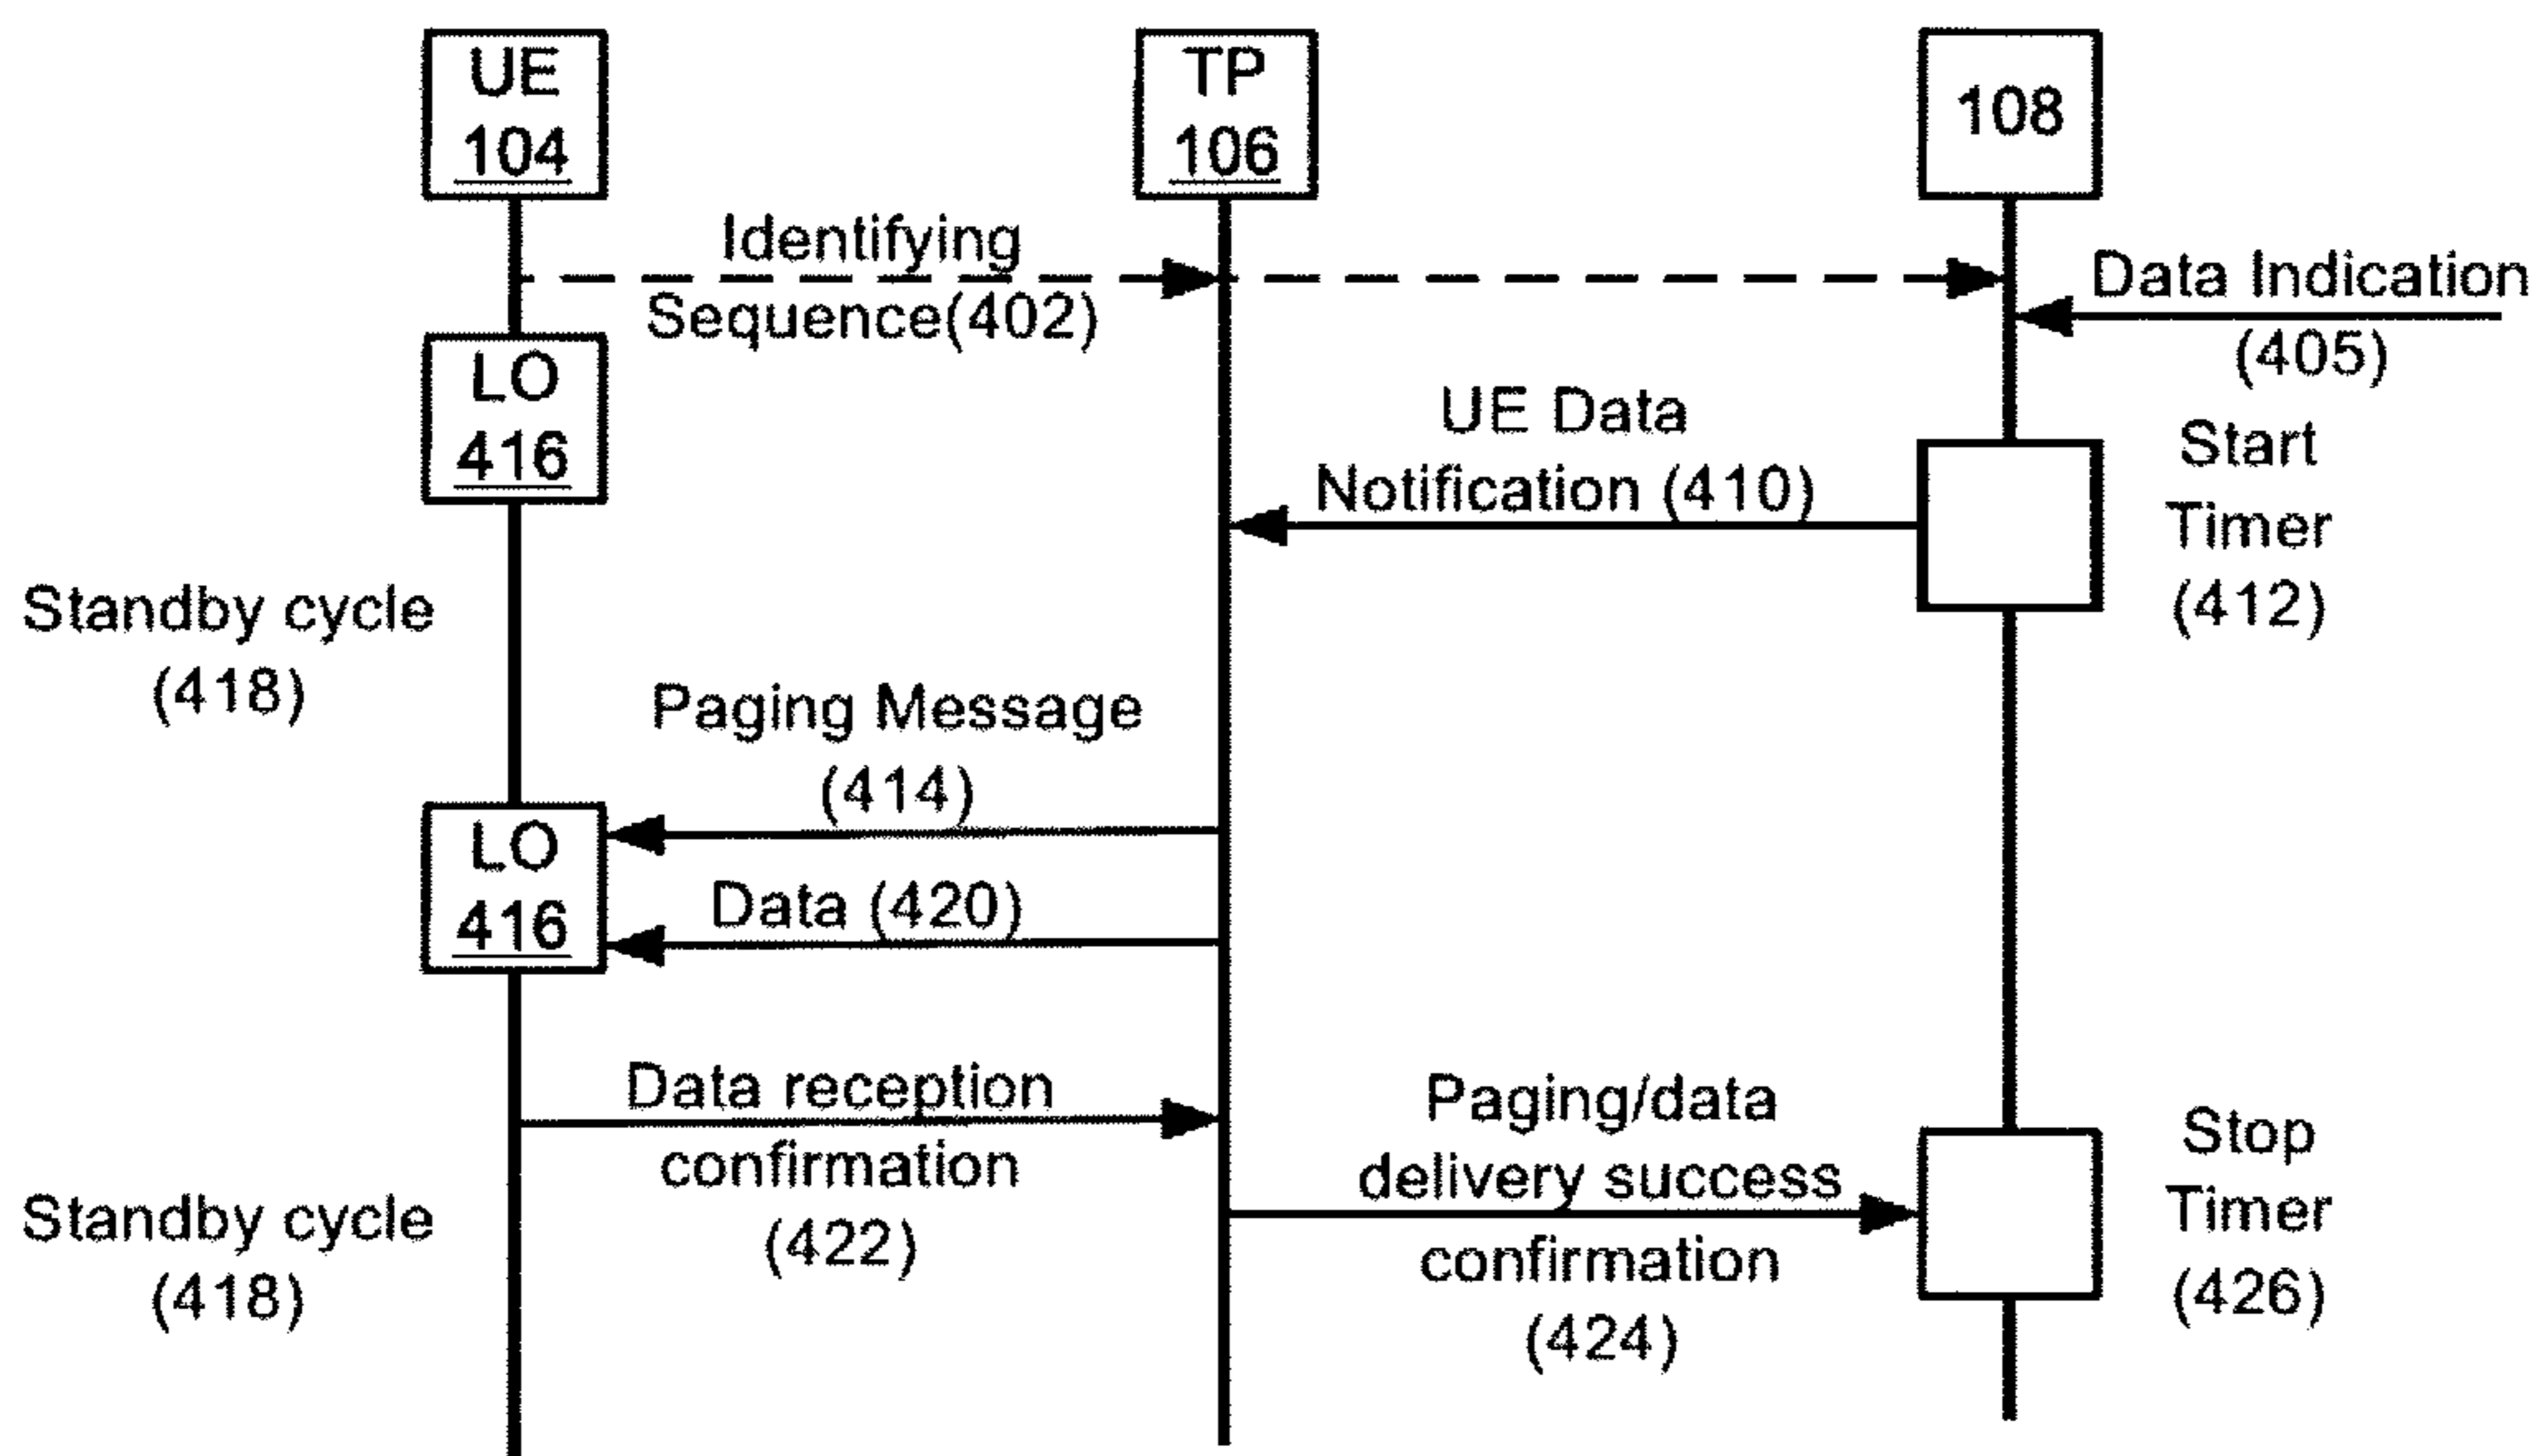 UE
104
TP
106
108
Identifying
Sequence(402)
Data Indication
(405)
LO
416
UE Data
Notification (410)
Start
Timer
(412)
Standby cycle
(418)
Paging Message
(414)
LO
416
Data (420)
Data reception
confirmation
(422)
Paging/data
delivery success
confirmation
(424)
Stop
Timer
(426)
Standby cycle
(418)